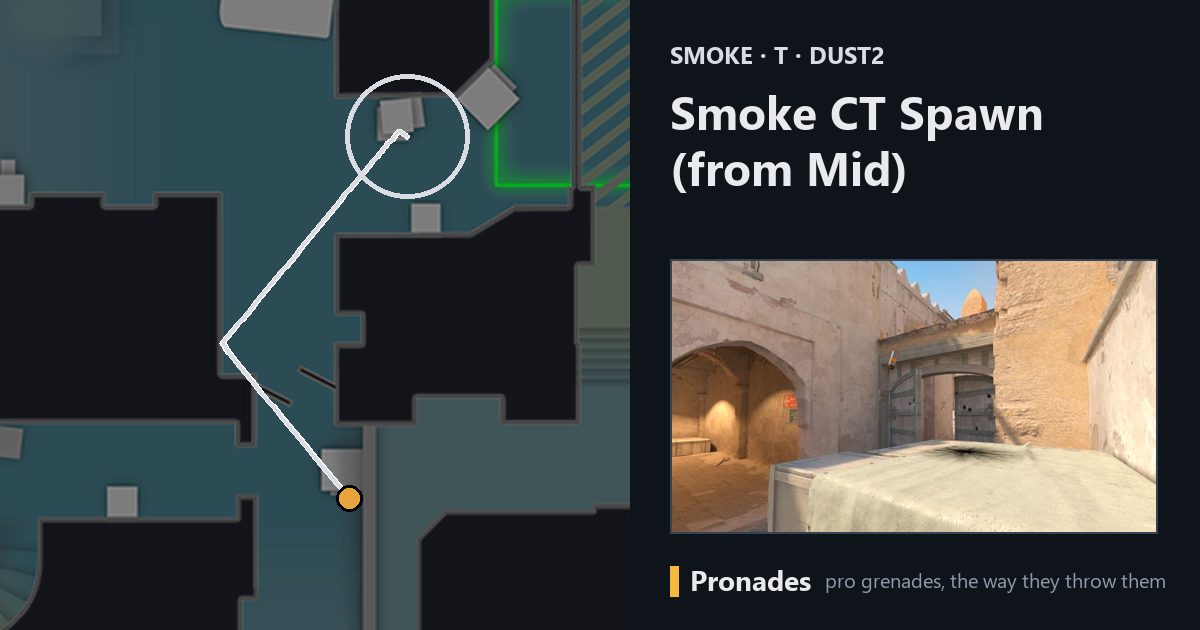 SMOKE · T · DUST2
Smoke CT Spawn
(from Mid)
Pronades pro grenades, the way they throw them